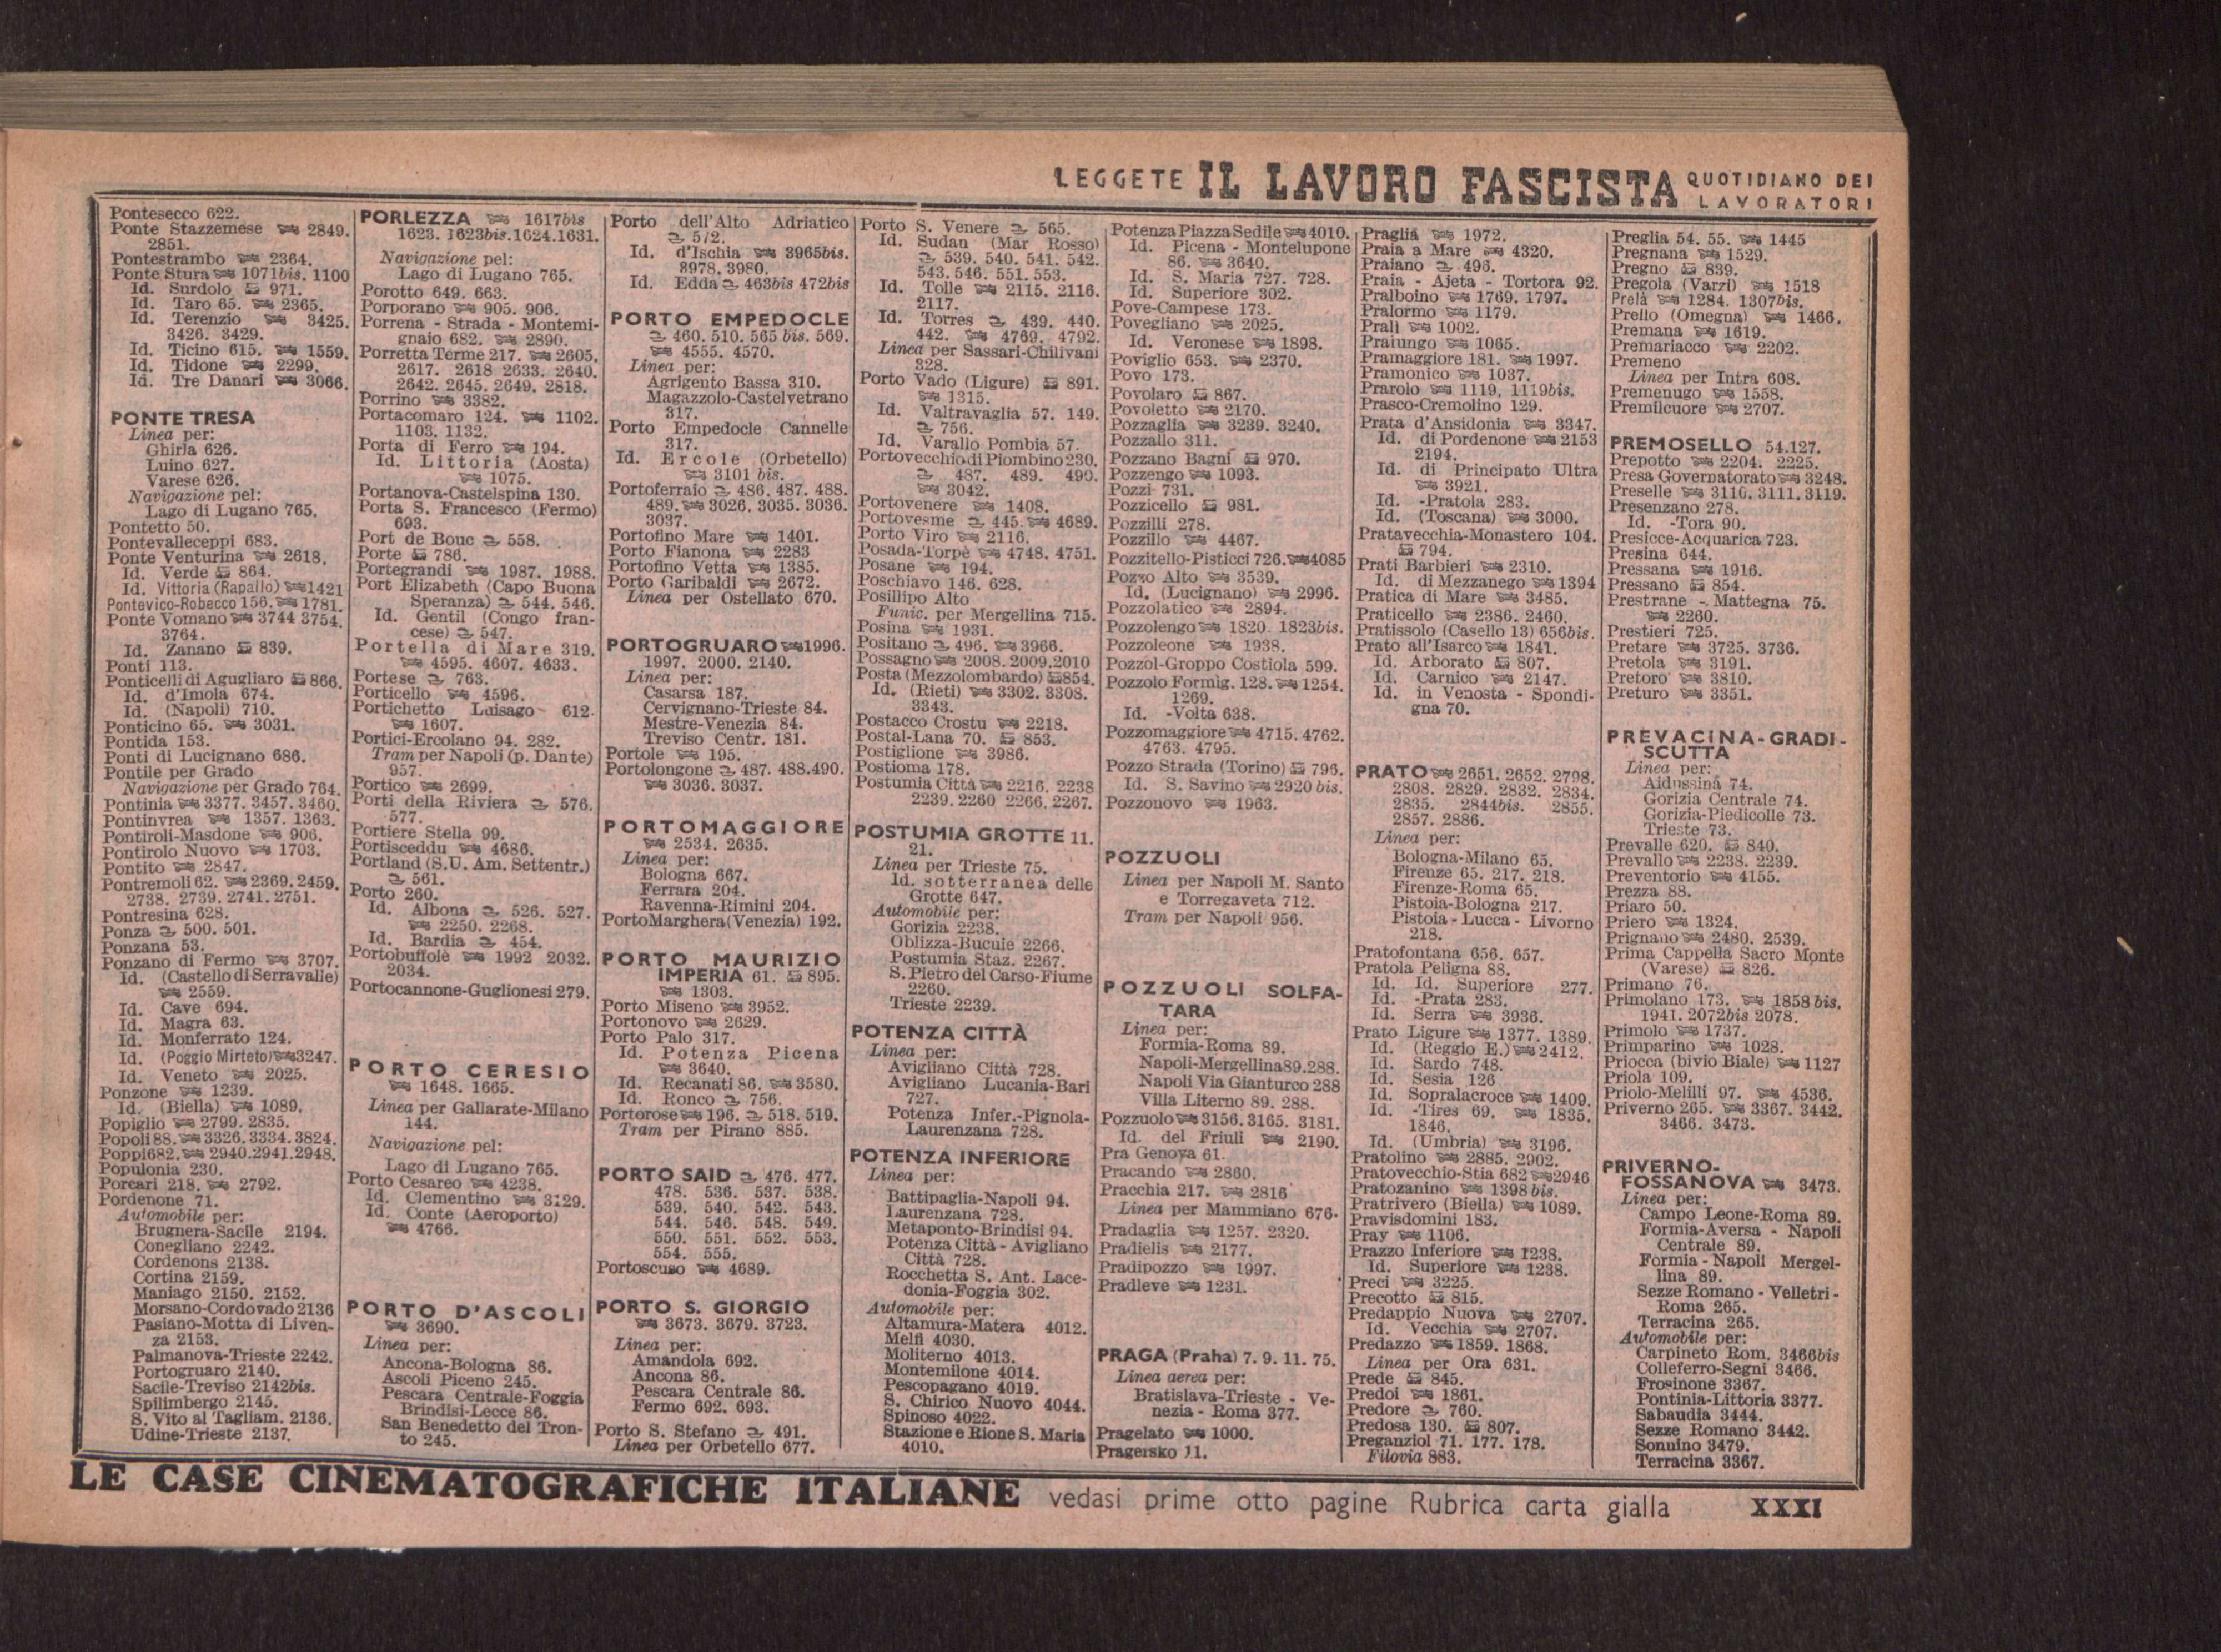 LEGGETE IL LAVORO FASCISTA QUOTIDIANO DEI
LAVORATORI
Pontesecco 622.
Ponte Stazzemese 2849.
2851.
Pontestrambo 2364.
Ponte Stura 1071bis. 1100
Id. Surdolo 971.
Id. Taro 65. 2365.
Id. Terenzio 3425.
3426. 3429.
Id. Ticino 615. 1559.
Id. Tidone 2299.
Id. Tre Danari 3066.
PONTE TRESA
Linea per:
Ghirla 626.
Luino 627.
Varese 626.
Navigazione pel:
Lago di Lugano 765.
Pontetto 50.
Pontevalleceppi 683.
Ponte Venturina 2618.
Id. Verde 864.
Id. Vittoria (Rapallo) 1421
Pontevico-Robecco 156. 1781.
Ponte Vomano 3744 3754.
3764.
Id. Zanano 839.
Ponti 113.
Ponticelli di Agugliaro 866.
Id. d'Imola 674.
Id. (Napoli) 710.
Ponticino 65. 3031.
Pontida 153.
Ponti di Lucignano 686.
Pontile per Grado
Navigazione per Grado 764.
Pontinia 3377. 3457. 3460.
Pontinvrea 1357. 1363.
Pontiroli-Masdone 906.
Pontirolo Nuovo 1703.
Pontito 2847.
Pontremoli 62. 2369. 2459.
2738. 2739. 2741. 2751.
Pontresina 628.
Ponza 500. 501.
Ponzana 53.
Ponzano di Fermo 3707.
Id. (Castello di Serravalle)
2559.
Id. Cave 694.
Id. Magra 63.
Id. Monferrato 124.
Id. (Poggio Mirteto) 3247.
Id. Veneto 2025.
Ponzone 1239.
Id. (Biella) 1089.
Popiglio 2799. 2835.
Popoli 88. 3326. 3334. 3824.
Poppi 682. 2940. 2941. 2948.
Populonia 230.
Porcari 218. 2792.
Pordenone 71.
Automobile per:
Brugnera-Sacile 2194.
Conegliano 2242.
Cordenons 2138.
Cortina 2159.
Maniago 2150. 2152.
Morsano-Cordovado 2136
Pasiano-Motta di Liven-
za 2153.
Palmanova-Trieste 2242.
Portogruaro 2140.
Sacile-Treviso 2142bis.
Spilimbergo 2145.
S. Vito al Tagliam. 2136.
Udine-Trieste 2137.
PORLEZZA 1617bis
1623. 1623bis. 1624. 1631.
Navigazione pel:
Lago di Lugano 765.
Porotto 649. 663.
Porporano 905. 906.
Porrena - Strada - Montemi-
gnaio 682. 2890.
Porretta Terme 217. 2605.
2617. 2618 2633. 2640.
2642. 2645. 2649. 2818.
Porrino 3382.
Portacomaro 124. 1102.
1103. 1132.
Porta di Ferro 194.
Id. Littoria (Aosta)
1075.
Portanova-Castelspina 130.
Porta S. Francesco (Fermo)
693.
Port de Bouc 558.
Porte 786.
Portegrandi 1987. 1988.
Port Elizabeth (Capo Buona
Speranza) 544. 546.
Id. Gentil (Congo fran-
cese) 547.
Portella di Mare 319.
4595. 4607. 4633.
Portese 763.
Porticello 4596.
Portichetto Luisago 612.
1607.
Portici-Ercolano 94. 282.
Tram per Napoli (p. Dante)
957.
Portico 2699.
Porti della Riviera 576.
577.
Portiere Stella 99.
Portisceddu 4686.
Portland (S.U. Am. Settentr.)
561.
Porto 260.
Id. Albona 526. 527.
2250. 2268.
Id. Bardia 454.
Portobuffolè 1992 2032.
2034.
Portocannone-Guglionesi 279.
PORTO CERESIO
1648. 1665.
Linea per Gallarate-Milano
144.
Navigazione pel:
Lago di Lugano 765.
Porto Cesareo 4238.
Id. Clementino 3129.
Id. Conte (Aeroporto)
4766.
PORTO D'ASCOLI
3690.
Linea per:
Ancona-Bologna 86.
Ascoli Piceno 245.
Pescara Centrale-Foggia
Brindisi-Lecce 86.
San Benedetto del Tron-
to 245.
Porto dell'Alto Adriatico
572.
Id. d'Ischia 3965bis.
3978. 3980.
Id. Edda 463bis 472bis
PORTO EMPEDOCLE
460. 510. 565 bis. 569.
4555. 4570.
Linea per:
Agrigento Bassa 310.
Magazzolo-Castelvetrano
317.
Porto Empedocle Cannelle
317.
Id. Ercole (Orbetello)
3101 bis.
Portoferraio 486. 487. 488.
489. 3026. 3035. 3036.
3037.
Portofino Mare 1401.
Porto Fianona 2283
Portofino Vetta 1385.
Porto Garibaldi 2672.
Linea per Ostellato 670.
PORTOGRUARO 1996.
1997. 2000. 2140.
Linea per:
Casarsa 187.
Cervignano-Trieste 84.
Mestre-Venezia 84.
Treviso Centr. 181.
Portole 195.
Portolongone 487. 488. 490.
3036. 3037.
PORTOMAGGIORE
2534. 2635.
Linea per:
Bologna 667.
Ferrara 204.
Ravenna-Rimini 204.
Porto Marghera (Venezia) 192.
PORTO MAURIZIO
IMPERIA 61. 895.
1303.
Porto Miseno 3952.
Portonovo 2629.
Porto Palo 317.
Id. Potenza Picena
3640.
Id. Recanati 86. 3580.
Id. Ronco 756.
Portorose 196. 518. 519.
Tram per Pirano 885.
PORTO SAID 476. 477.
478. 536. 537. 538.
539. 540. 542. 543.
544. 546. 548. 549.
550. 551. 552. 553.
554. 555.
Portoscuso 4689.
PORTO S. GIORGIO
3673. 3679. 3723.
Linea per:
Amandola 692.
Ancona 86.
Pescara Centrale 86.
Fermo 692. 693.
Porto S. Stefano 491.
Linea per Orbetello 677.
Porto S. Venere 565.
Id. Sudan (Mar Rosso)
539. 540. 541. 542.
543. 546. 551. 553.
Id. Tolle 2115. 2116.
2117.
Id. Torres 439. 440.
442. 4769. 4792.
Linea per Sassari-Chilivani
328.
Porto Vado (Ligure) 891.
1315.
Id. Valtravaglia 57. 149.
756.
Id. Varallo Pombia 57.
Portovecchio di Piombino 230.
487. 489. 490.
3042.
Portovenere 1408.
Portovesme 445. 4689.
Porto Viro 2116.
Posada-Torpè 4748. 4751.
Posane 194.
Poschiavo 146. 628.
Posillipo Alto
Funic. per Mergellina 715.
Posina 1931.
Positano 496. 3966.
Possagno 2008. 2009. 2010
Posta (Mezzolombardo) 854.
Id. (Rieti) 3302. 3308.
3343.
Postacco Crostu 2218.
Postal-Lana 70. 853.
Postiglione 3986.
Postioma 178.
Postumia Città 2216. 2238
2239. 2260 2266. 2267.
POSTUMIA GROTTE 11.
21.
Linea per Trieste 75.
Id. sotterranea delle
Grotte 647.
Automobile per:
Gorizia 2238.
Oblizza-Bucuie 2266.
Postumia Staz. 2267.
S. Pietro del Carso-Fiume
2260.
Trieste 2239.
POTENZA CITTÀ
Linea per:
Avigliano Città 728.
Avigliano Lucania-Bari
727.
Potenza Infer.-Pignola-
Laurenzana 728.
POTENZA INFERIORE
Linea per:
Battipaglia-Napoli 94.
Laurenzana 728.
Metaponto-Brindisi 94.
Potenza Città - Avigliano
Città 728.
Rocchetta S. Ant. Lace-
donia-Foggia 302.
Automobile per:
Altamura-Matera 4012.
Melfi 4030.
Moliterno 4013.
Montemilone 4014.
Pescopagano 4019.
S. Chirico Nuovo 4044.
Spinoso 4022.
Stazione e Rione S. Maria
4010.
Potenza Piazza Sedile 4010.
Id. Picena - Montelupone
86. 3640.
Id. S. Maria 727. 728.
Id. Superiore 302.
Pove-Campese 173.
Povegliano 2025.
Id. Veronese 1898.
Poviglio 653. 2370.
Povo 173.
Povolaro 867.
Povoletto 2170.
Pozzaglia 3239. 3240.
Pozzallo 311.
Pozzano Bagni 970.
Pozzengo 1093.
Pozzi 731.
Pozzicello 981.
Pozzilli 278.
Pozzillo 4467.
Pozzitello-Pisticci 726. 4085
Pozzo Alto 3539.
Id. (Lucignano) 2996.
Pozzolatico 2894.
Pozzolengo 1820. 1823bis.
Pozzoleone 1938.
Pozzol-Groppo Costiola 599.
Pozzolo Formig. 128. 1254.
1269.
Id. -Volta 638.
Pozzomaggiore 4715. 4762.
4763. 4795.
Pozzo Strada (Torino) 796.
Id. S. Savino 2920 bis.
Pozzonovo 1963.
POZZUOLI
Linea per Napoli M. Santo
e Torregaveta 712.
Tram per Napoli 956.
POZZUOLI SOLFA-
TARA
Linea per:
Formia-Roma 89.
Napoli-Mergellina 89. 288.
Napoli Via Gianturco 288
Villa Literno 89. 288.
Pozzuolo 3156. 3165. 3181.
Id. del Friuli 2190.
Pra Genova 61.
Pracando 2860.
Pracchia 217. 2816
Linea per Mammiano 676.
Pradaglia 1257. 2320.
Pradielis 2177.
Pradipozzo 1997.
Pradleve 1231.
PRAGA (Praha) 7. 9. 11. 75.
Linea aerea per:
Bratislava-Trieste - Ve-
nezia - Roma 377.
Pragelato 1000.
Pragersko 11.
Praglia 1972.
Praia a Mare 4320.
Praiano 496.
Praia - Ajeta - Tortora 92.
Pralboino 1769. 1797.
Pralormo 1179.
Prali 1002.
Praiungo 1065.
Pramaggiore 181. 1997.
Pramonico 1037.
Prarolo 1119. 1119bis.
Prasco-Cremolino 129.
Prata d'Ansidonia 3347.
Id. di Pordenone 2153
2194.
Id. di Principato Ultra
3921.
Id. -Pratola 283.
Id. (Toscana) 3000.
Pratavecchia-Monastero 104.
794.
Prati Barbieri 2310.
Id. di Mezzanego 1394
Pratica di Mare 3485.
Praticello 2386. 2460.
Pratissolo (Casello 13) 656bis.
Prato all'Isarco 1841.
Id. Arborato 807.
Id. Carnico 2147.
Id. in Venosta - Spondi-
gna 70.
PRATO 2651. 2652. 2798.
2808. 2829. 2832. 2834.
2835. 2844bis. 2855.
2857. 2886.
Linea per:
Bologna-Milano 65.
Firenze 65. 217. 218.
Firenze-Roma 65.
Pistoia-Bologna 217.
Pistoia - Lucca - Livorno
218.
Pratofontana 656. 657.
Pratola Peligna 88.
Id. Id. Superiore 277.
Id. -Prata 283.
Id. Serra 3936.
Prato Ligure 1377. 1389.
Id. (Reggio E.) 2412.
Id. Sardo 748.
Id. Sesia 126
Id. Sopralacroce 1409.
Id. -Tires 69. 1835.
1846.
Id. (Umbria) 3196.
Pratolino 2885. 2902.
Pratovecchio-Stia 682 2946
Pratozanino 1398 bis.
Pratrivero (Biella) 1089.
Pravisdomini 183.
Pray 1106.
Prazzo Inferiore 1238.
Id. Superiore 1238.
Preci 3225.
Precotto 815.
Predappio Nuova 2707.
Id. Vecchia 2707.
Predazzo 1859. 1868.
Linea per Ora 631.
Prede 845.
Predoi 1861.
Predore 760.
Predosa 130. 807.
Preganziol 71. 177. 178.
Filovia 883.
Preglia 54. 55. 1445
Pregnana 1529.
Pregno 839.
Pregola (Varzi) 1518
Prelà 1284. 1307bis.
Prello (Omegna) 1466.
Premana 1619.
Premariacco 2202.
Premeno
Linea per Intra 608.
Premenugo 1558.
Premilcuore 2707.
PREMOSELLO 54.127.
Prepotto 2204. 2225.
Presa Governatorato 3248.
Preselle 3110. 3111. 3119.
Presenzano 278.
Id. -Tora 90.
Presicce-Acquarica 723.
Presina 644.
Pressana 1916.
Pressano 854.
Prestrane - Mattegna 75.
2260.
Prestieri 725.
Pretare 3725. 3736.
Pretola 3191.
Pretoro 3810.
Preturo 3351.
PREVACINA-GRADI-
SCUTTA
Linea per:
Aidussina 74.
Gorizia Centrale 74.
Gorizia-Piedicolle 73.
Trieste 73.
Prevalle 620. 840.
Prevallo 2238. 2239.
Preventorio 4155.
Prezza 88.
Priaro 50.
Priero 1324.
Prignano 2480. 2539.
Prima Cappella Sacro Monte
(Varese) 826.
Primano 76.
Primolano 173. 1858 bis.
1941. 2072bis 2078.
Primolo 1737.
Primparino 1028.
Priocca (bivio Biale) 1127
Priola 109.
Priolo-Melilli 97. 4536.
Priverno 265. 3367. 3442.
3466. 3473.
PRIVERNO-
FOSSANOVA 3473.
Linea per:
Campo Leone-Roma 89.
Formia-Aversa - Napoli
Centrale 89.
Formia - Napoli Mergel-
lina 89.
Sezze Romano - Velletri -
Roma 265.
Terracina 265.
Automobile per:
Carpineto Rom. 3466bis
Colleferro-Segni 3466.
Frosinone 3367.
Pontinia-Littoria 3377.
Sabaudia 3444.
Sezze Romano 3442.
Sonnino 3479.
Terracina 3367.
LE CASE CINEMATOGRAFICHE ITALIANE vedasi prime otto pagine Rubrica carta gialla XXXI